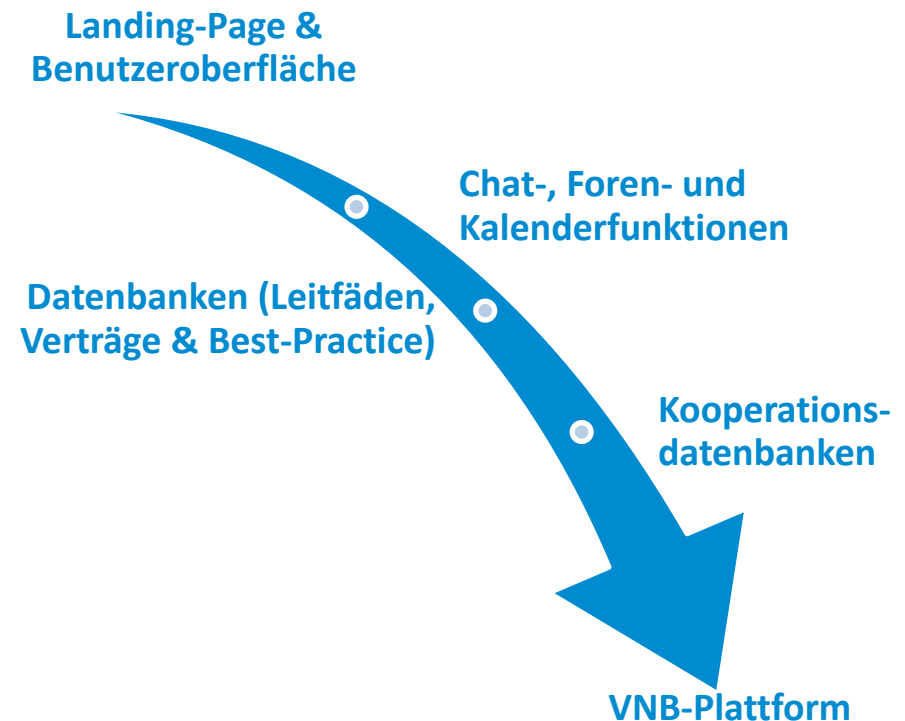 Landing-Page &
Benutzeroberfläche
Chat-, Foren- und
Kalenderfunktionen
Datenbanken (Leitfäden,
Verträge & Best-Practice)
Kooperations-
datenbanken
VNB-Plattform